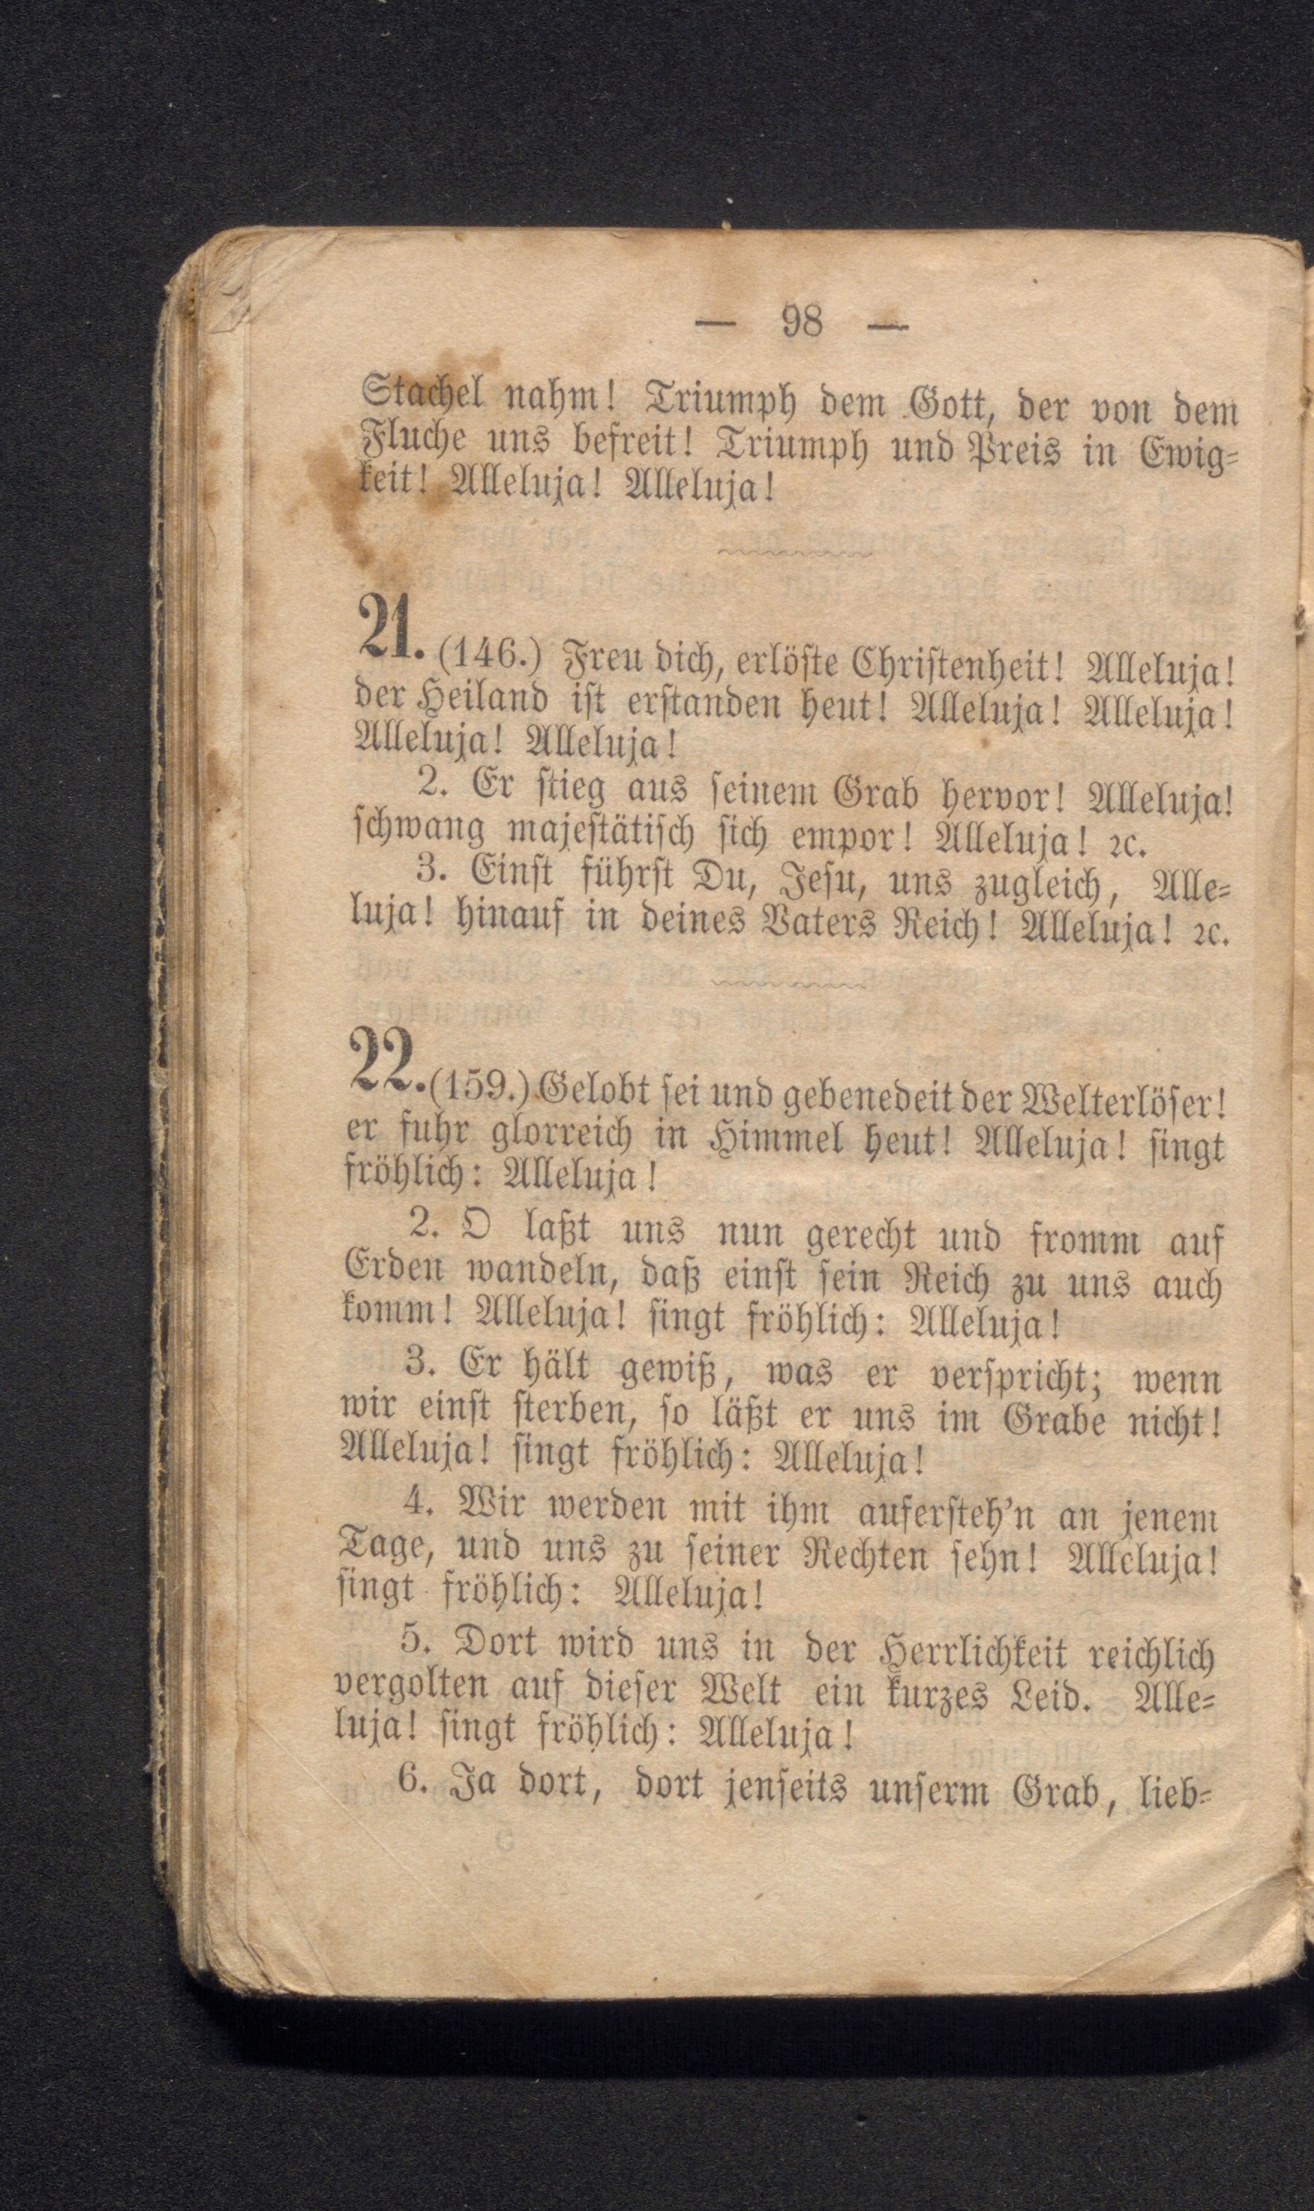 — 98 —
Stachel nahm! Triumph dem Gott, der von dem
Fluche uns befreit! Triumph und Preis in Ewig-
keit! Alleluja! Alleluja!
21. (146.) Freu dich, erlöſte Chriſtenheit! Alleluja!
der Heiland iſt erſtanden heut! Alleluja! Alleluja!
Alleluja! Alleluja!
2. Er ſtieg aus ſeinem Grab hervor! Alleluja!
ſchwang majeſtätiſch ſich empor! Alleluja! ꝛc.
3. Einſt führſt Du, Jeſu, uns zugleich, Alle-
luja! hinauf in deines Vaters Reich! Alleluja! ꝛc.
22. (159.) Gelobt ſei und gebenedeit der Welterlöſer!
er fuhr glorreich in Himmel heut! Alleluja! ſingt
fröhlich: Alleluja!
2. O laßt uns nun gerecht und fromm auf
Erden wandeln, daß einſt ſein Reich zu uns auch
komm! Alleluja! ſingt fröhlich: Alleluja!
3. Er hält gewiß, was er verſpricht; wenn
wir einſt ſterben, ſo läßt er uns im Grabe nicht!
Alleluja! ſingt fröhlich: Alleluja!
4. Wir werden mit ihm auferſteh'n an jenem
Tage, und uns zu ſeiner Rechten ſehn! Alleluja!
ſingt fröhlich: Alleluja!
5. Dort wird uns in der Herrlichkeit reichlich
vergolten auf dieſer Welt ein kurzes Leid. Alle-
luja! ſingt fröhlich: Alleluja!
6. Ja dort, dort jenſeits unſerm Grab, lieb-